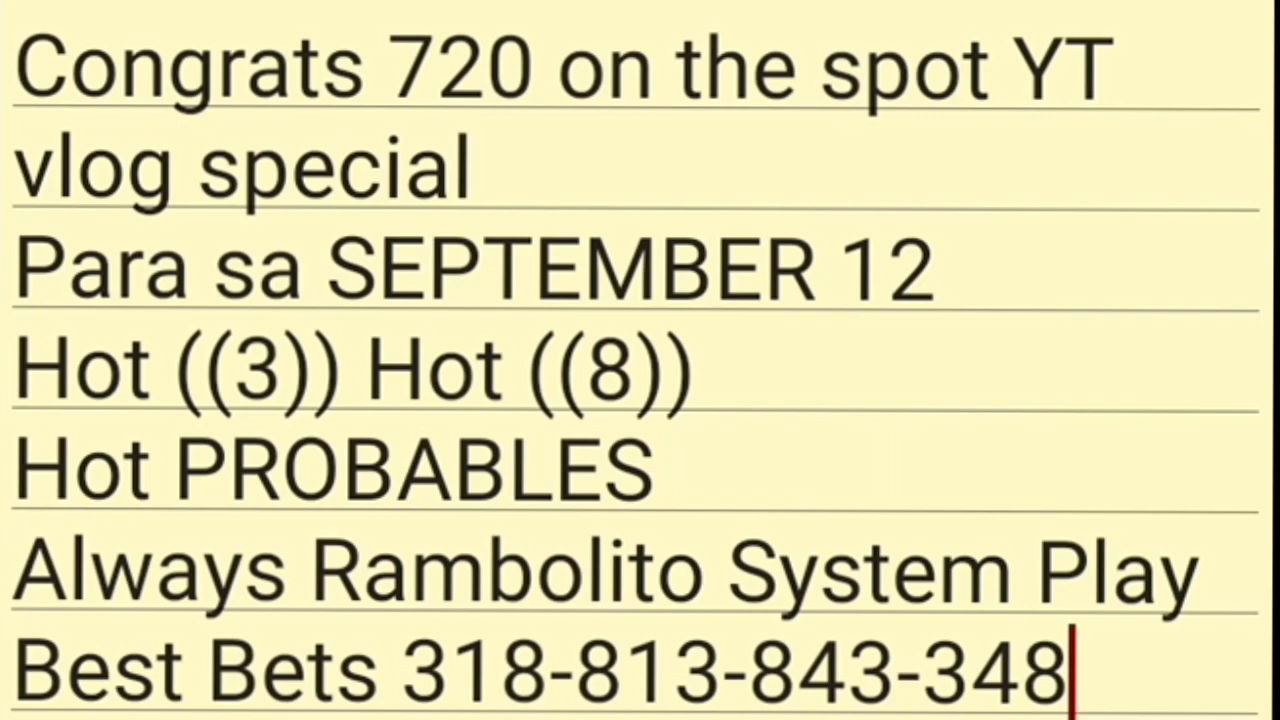 Congrats 720 on the spot YT
vlog special
Para sa SEPTEMBER 12
Hot ((3)) Hot ((8))
Hot PROBABLES
Always Rambolito System Play
Best Bets 318-813-843-348